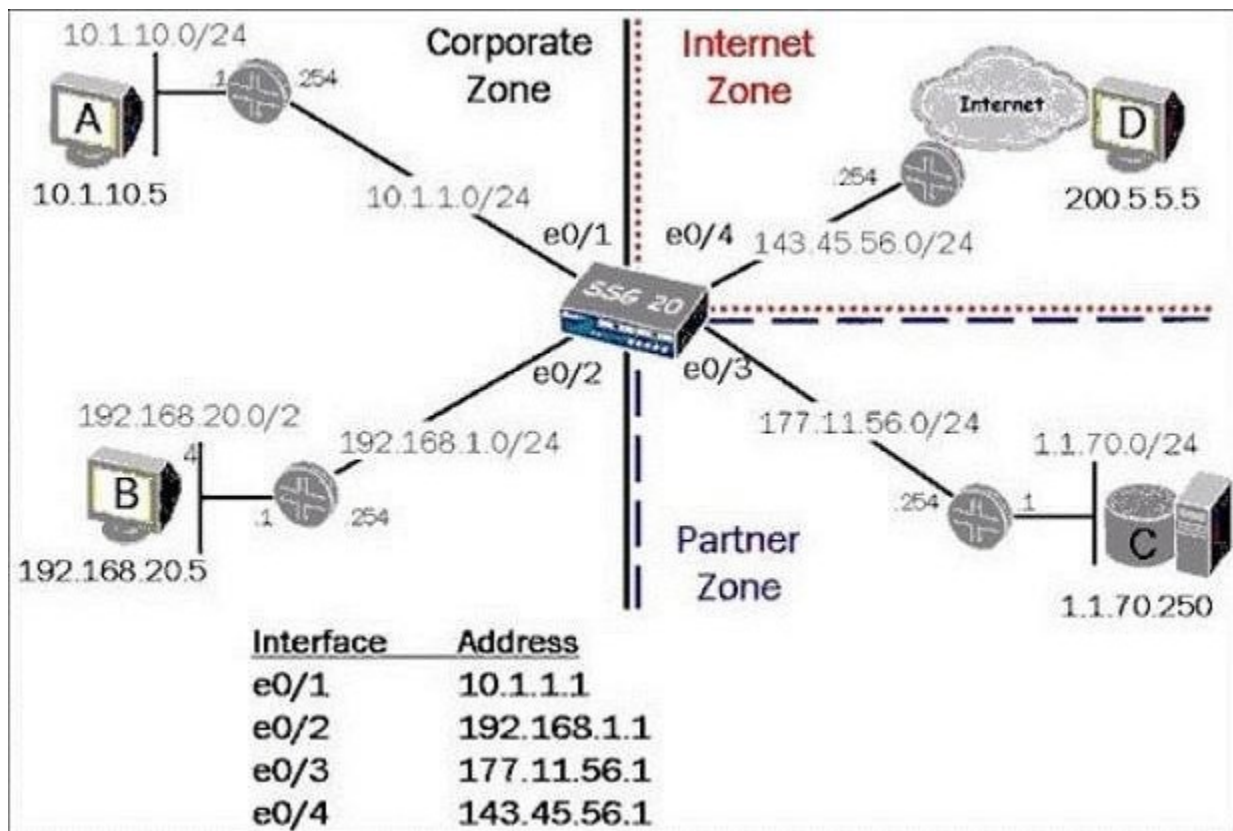 10.1.10.0/24
Corporate
Zone
Internet
Zone
.1
.254
A
10.1.10.5
Internet
D
.254
200.5.5.5
10.1.1.0/24
e0/1
e0/4
143.45.56.0/24
SSG 20
e0/2
e0/3
192.168.20.0/2
4
192.168.1.0/24
177.11.56.0/24
1.1.70.0/24
B
.1
.254
192.168.20.5
.254
.1
C
Partner
Zone
1.1.70.250
Interface Address
e0/1 10.1.1.1
e0/2 192.168.1.1
e0/3 177.11.56.1
e0/4 143.45.56.1